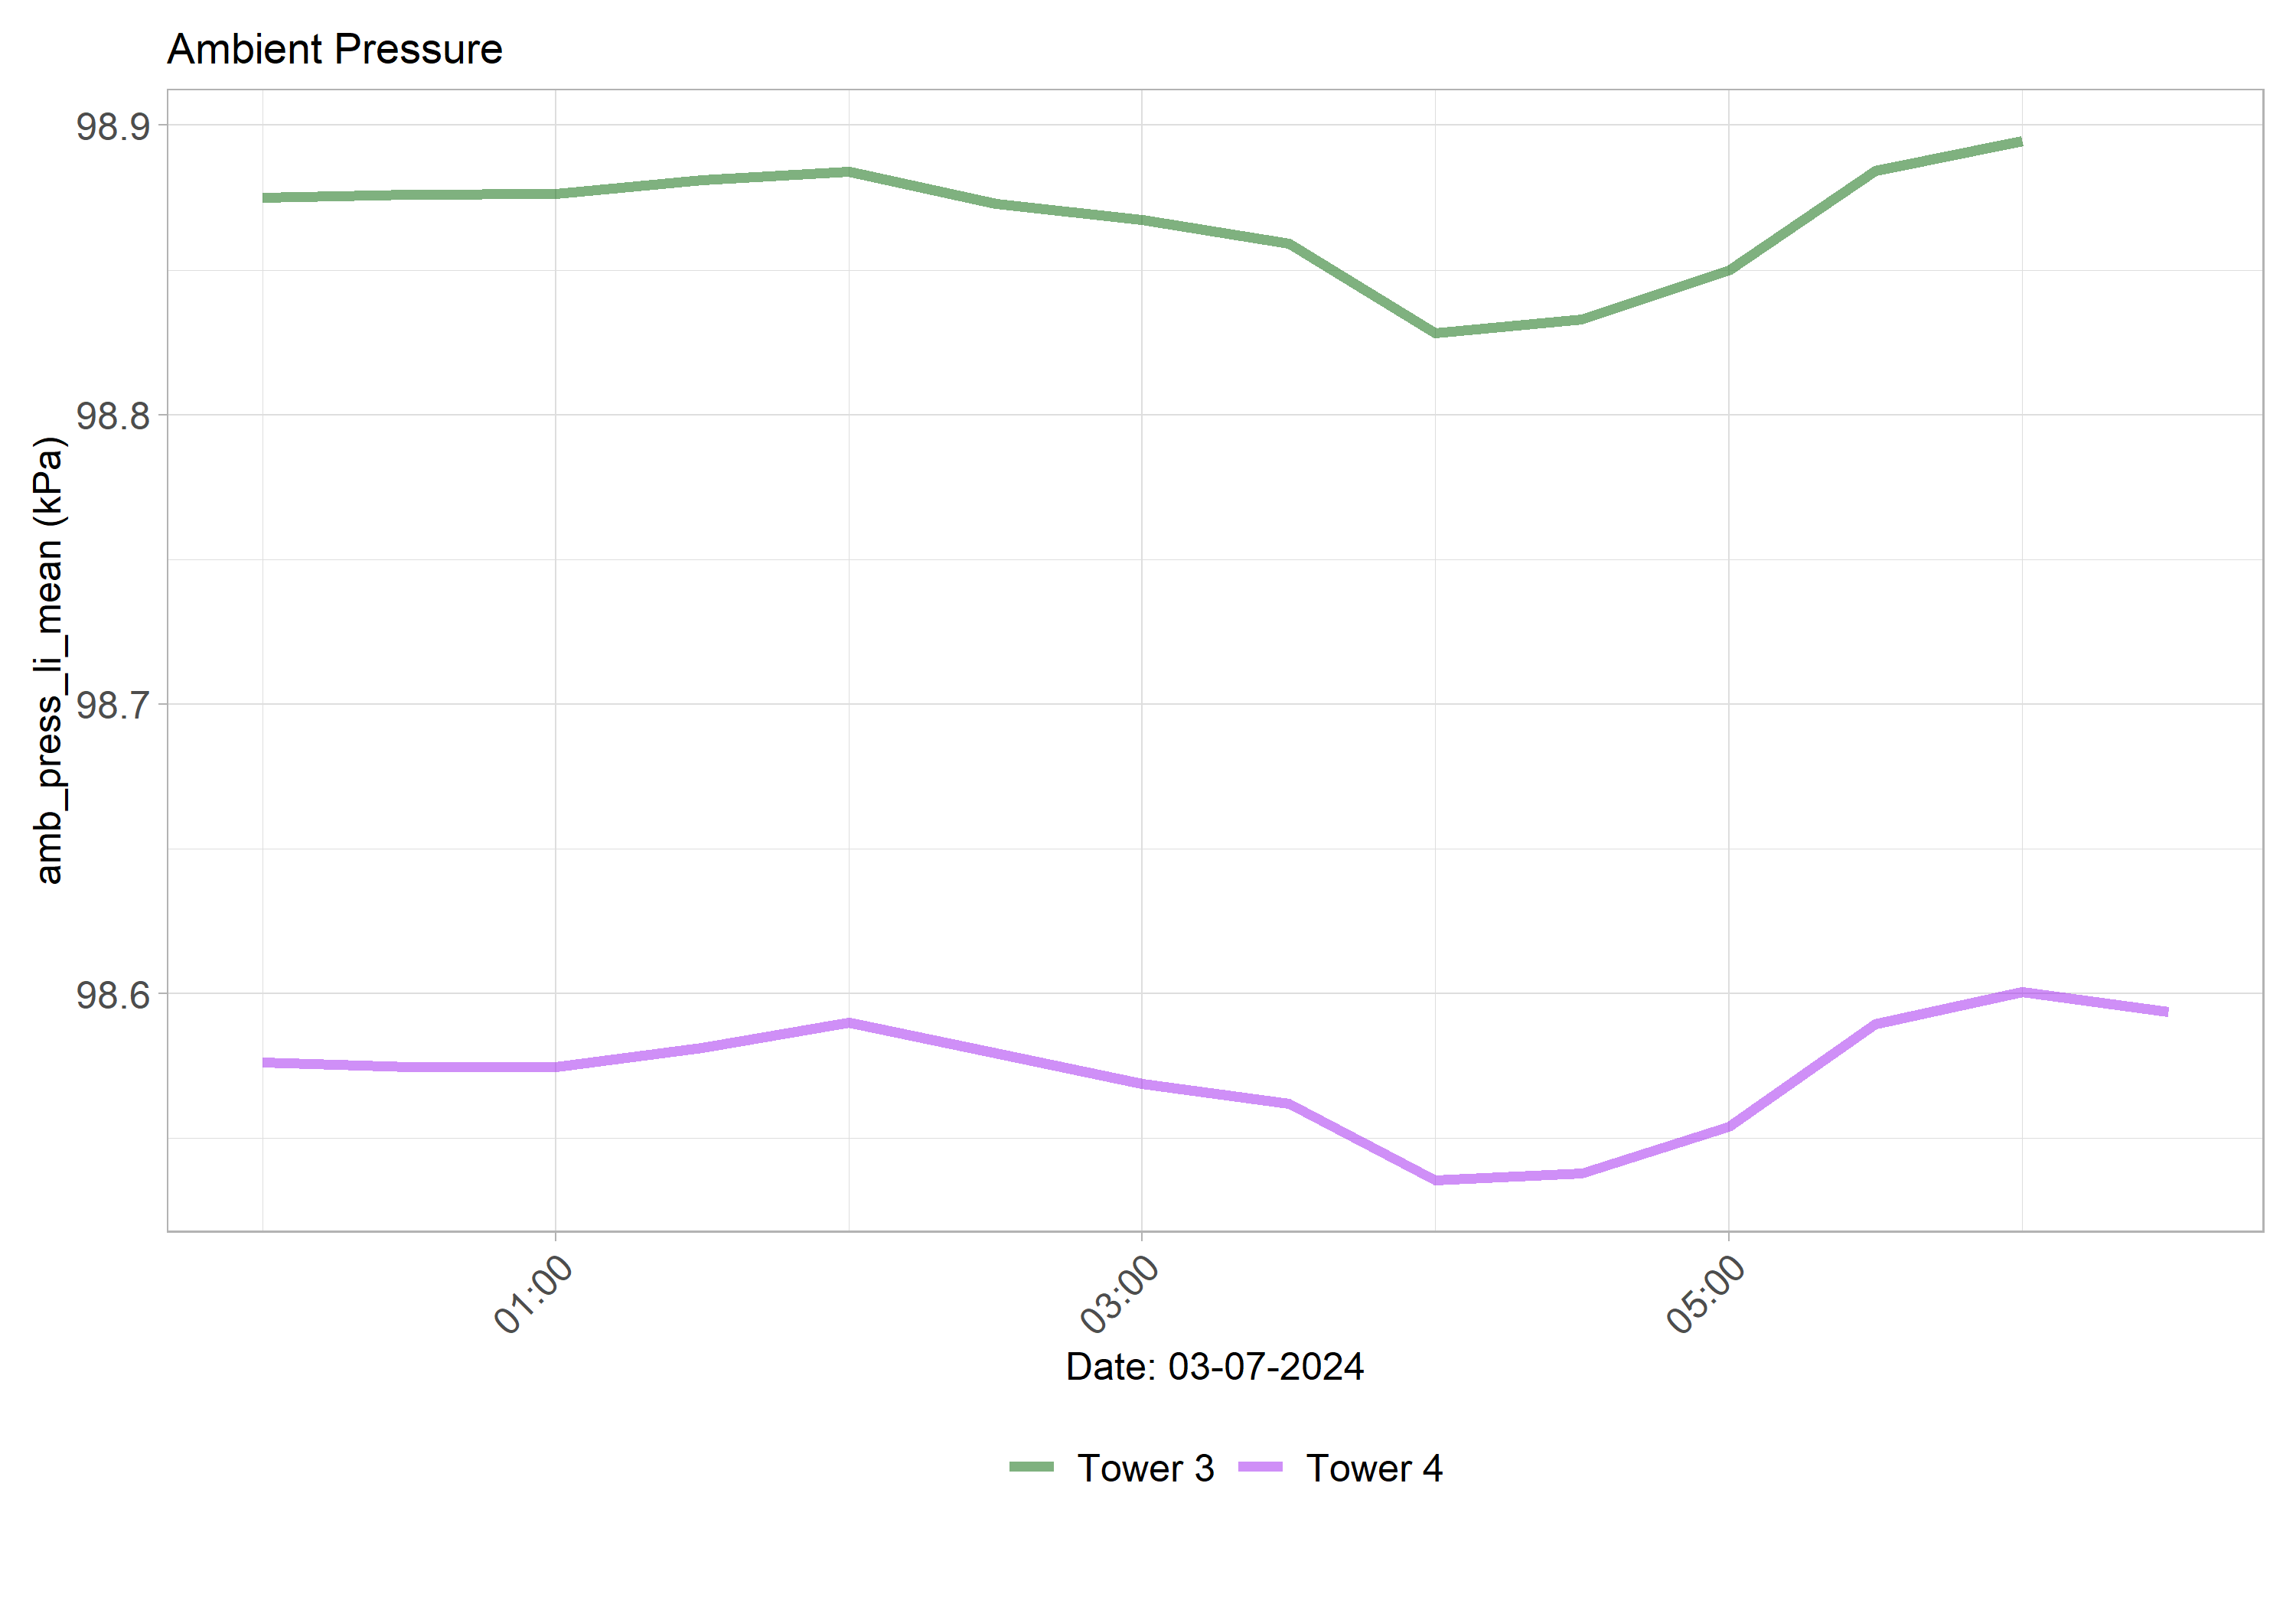 Ambient Pressure
98.9
98.8
98.7
98.6
amb_press_li_mean (kPa)
01:00
03:00
05:00
Date: 03-07-2024
Tower 3
Tower 4